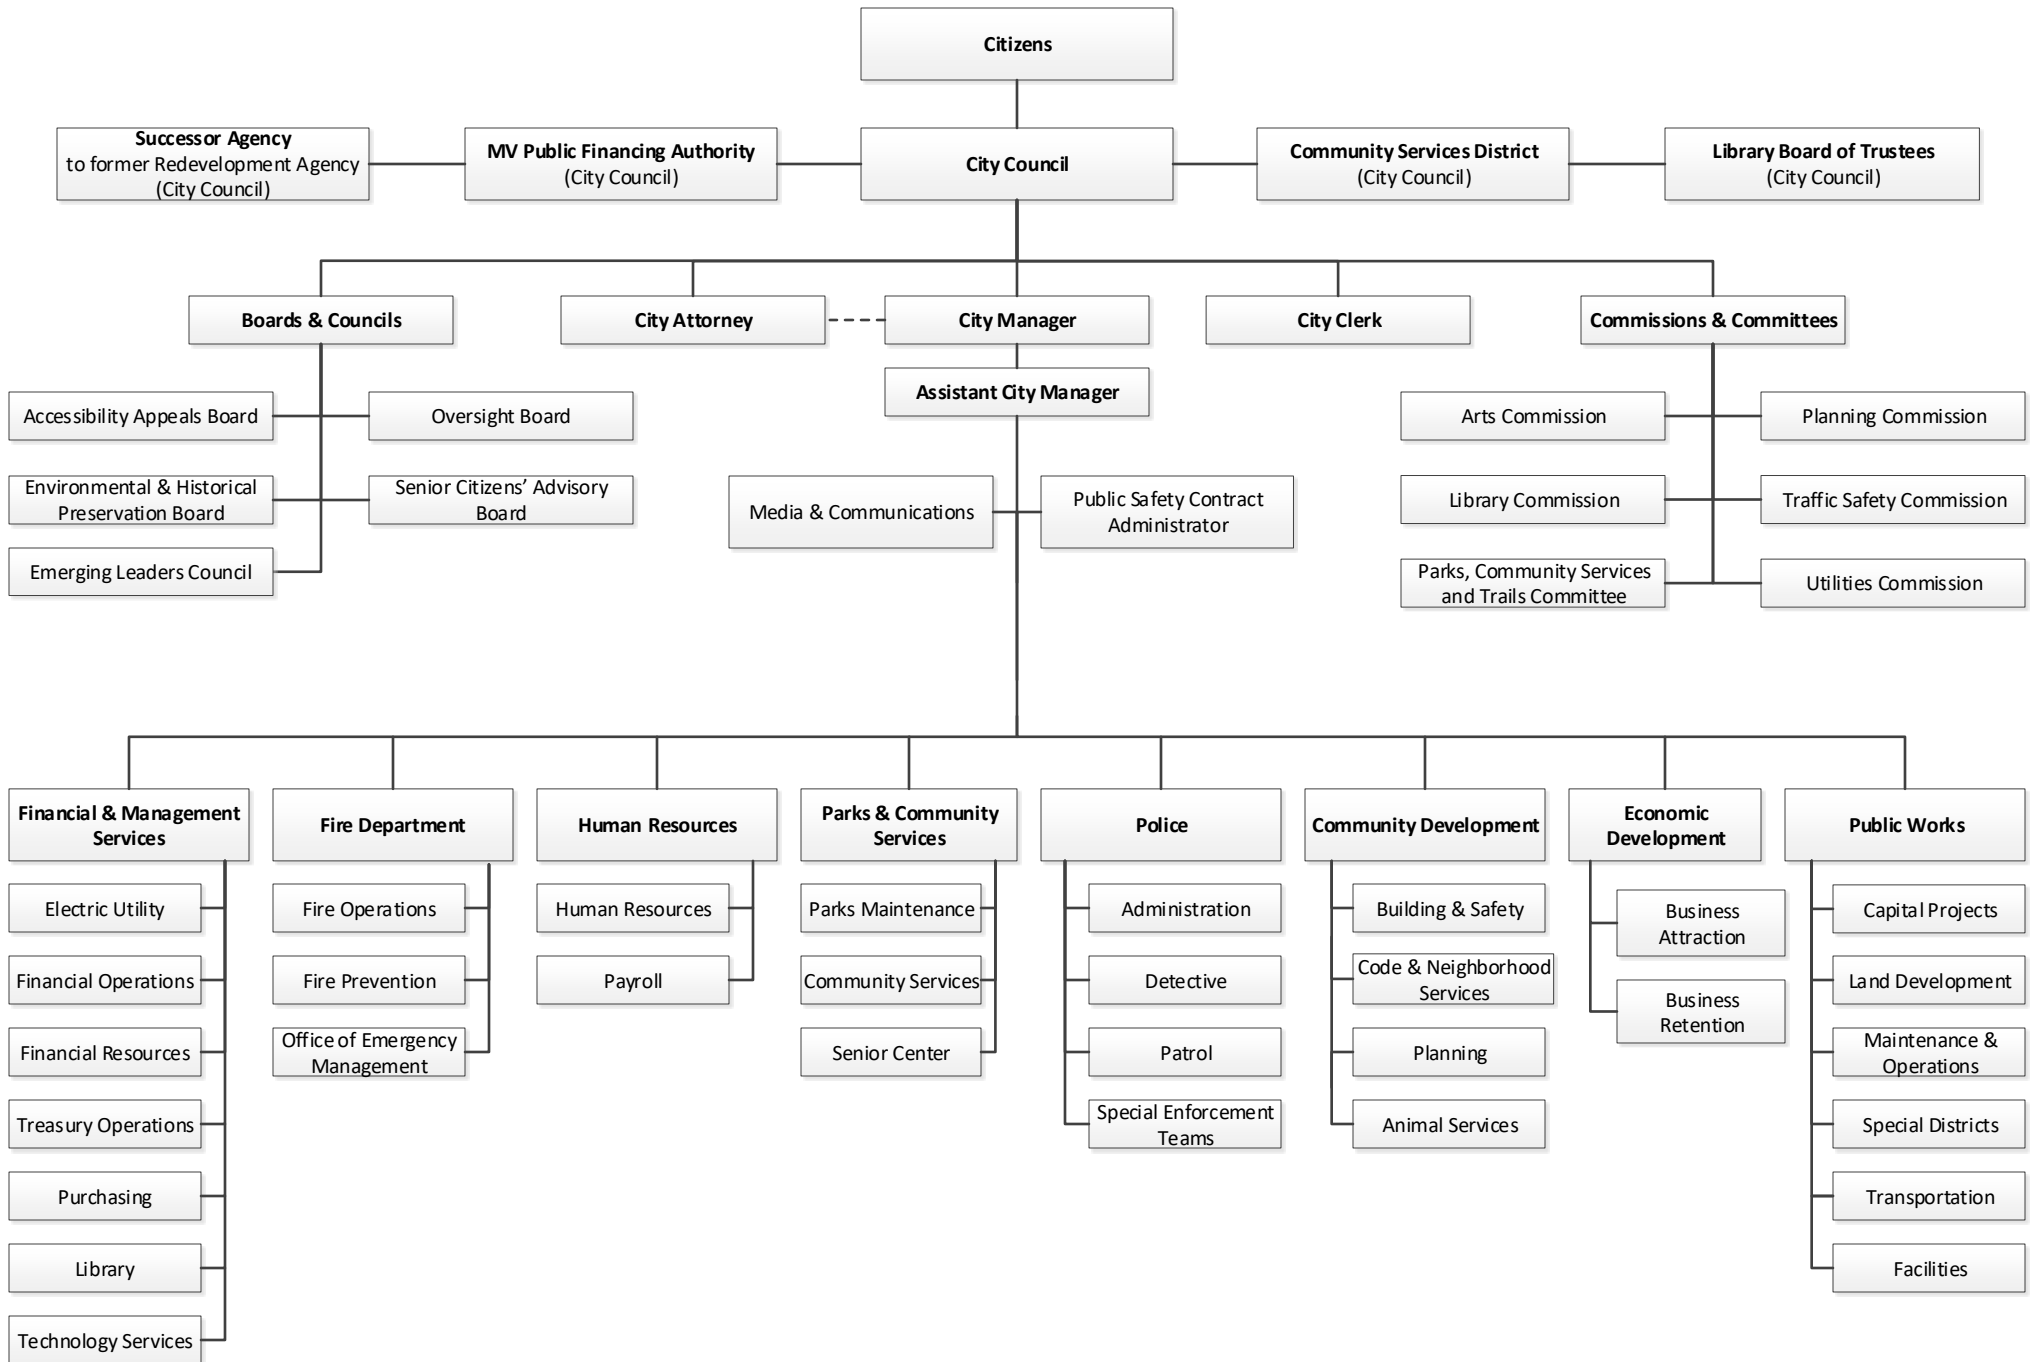 Citizens
Successor Agency
to former Redevelopment Agency
(City Council)
MV Public Financing Authority
(City Council)
City Council
Community Services District
(City Council)
Library Board of Trustees
(City Council)
Boards & Councils
City Attorney
City Manager
City Clerk
Commissions & Committees
Assistant City Manager
Accessibility Appeals Board
Oversight Board
Environmental & Historical
Preservation Board
Senior Citizens’ Advisory
Board
Emerging Leaders Council
Media & Communications
Public Safety Contract
Administrator
Arts Commission
Planning Commission
Library Commission
Traffic Safety Commission
Parks, Community Services
and Trails Committee
Utilities Commission
Financial & Management
Services
Electric Utility
Financial Operations
Financial Resources
Treasury Operations
Purchasing
Library
Technology Services
Fire Department
Fire Operations
Fire Prevention
Office of Emergency
Management
Human Resources
Human Resources
Payroll
Parks & Community
Services
Parks Maintenance
Community Services
Senior Center
Police
Administration
Detective
Patrol
Special Enforcement
Teams
Community Development
Building & Safety
Code & Neighborhood
Services
Planning
Animal Services
Economic
Development
Business
Attraction
Business
Retention
Public Works
Capital Projects
Land Development
Maintenance &
Operations
Special Districts
Transportation
Facilities